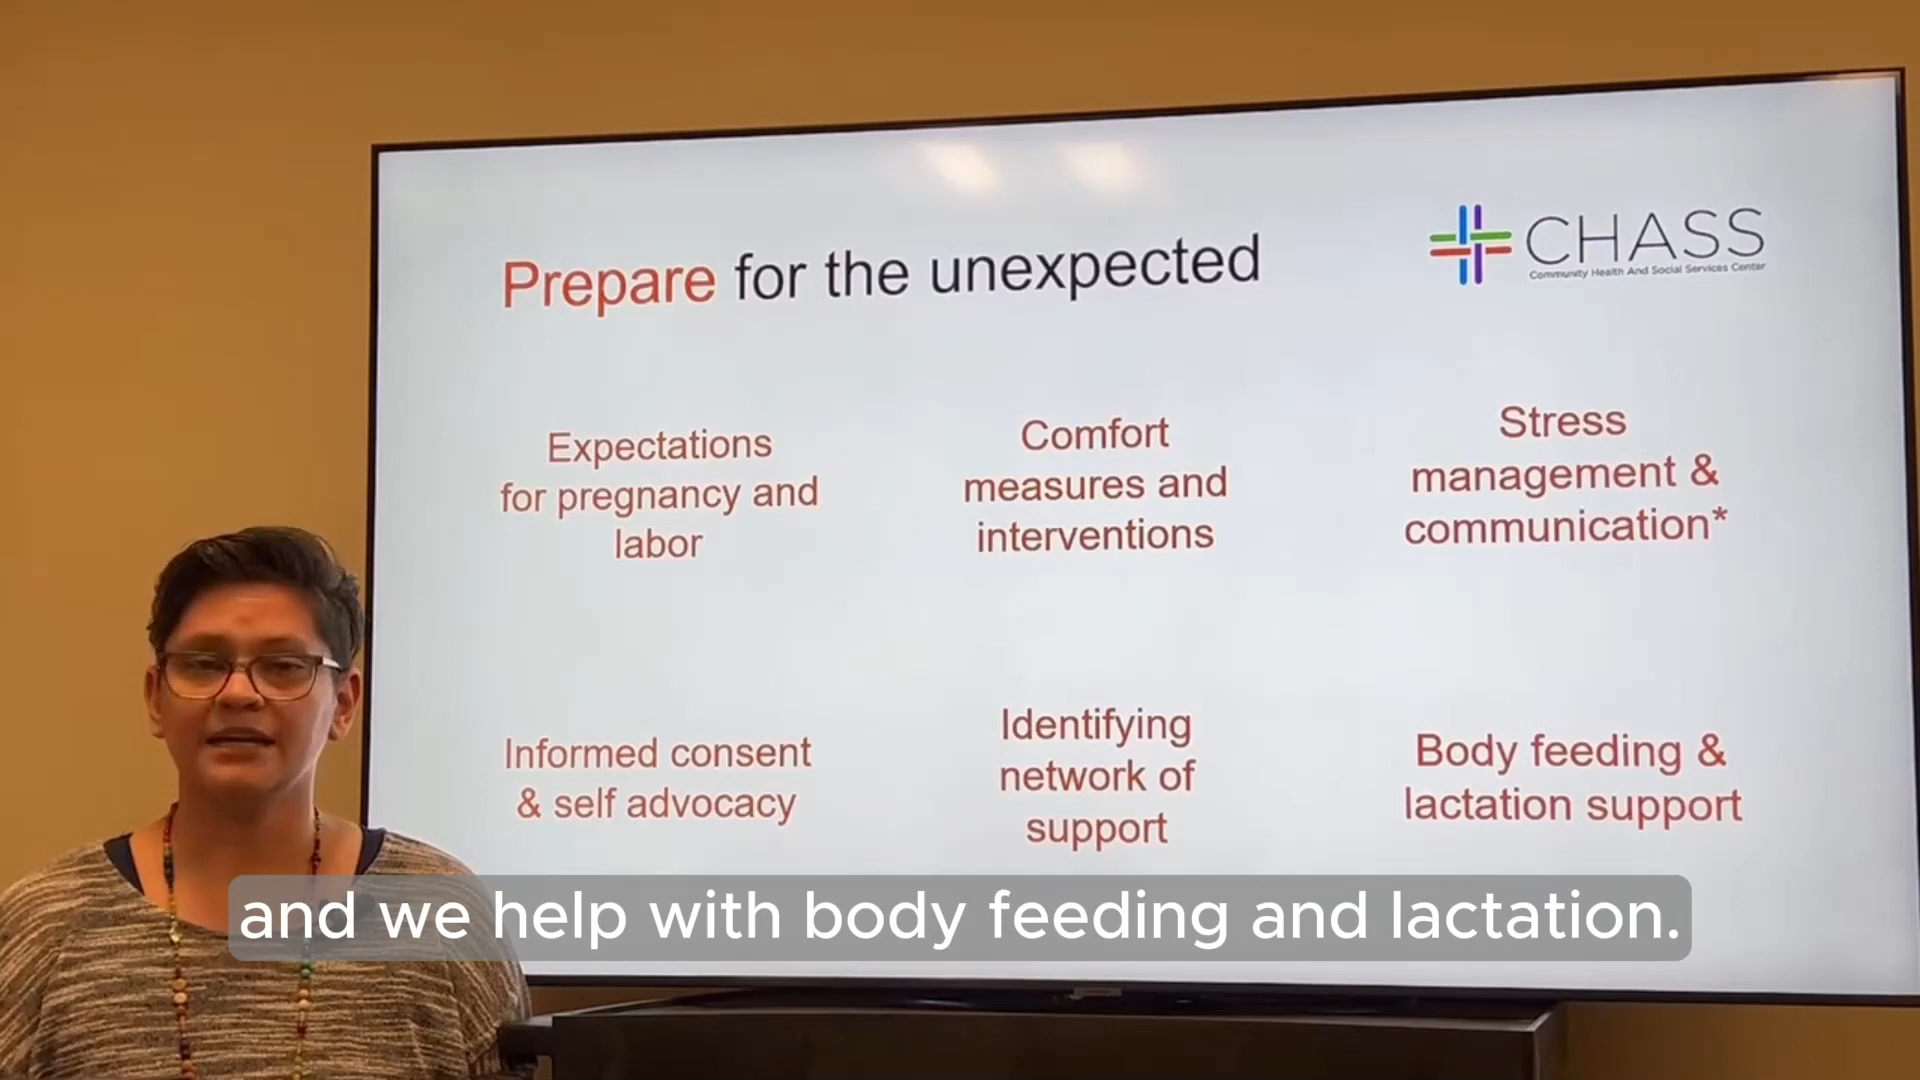 Prepare for the unexpected
CHASS
Community Health And Social Services Center
Expectations
for pregnancy and
labor
Comfort
measures and
interventions
Stress
management &
communication*
Informed consent
& self advocacy
Identifying
network of
support
Body feeding &
lactation support
and we help with body feeding and lactation.